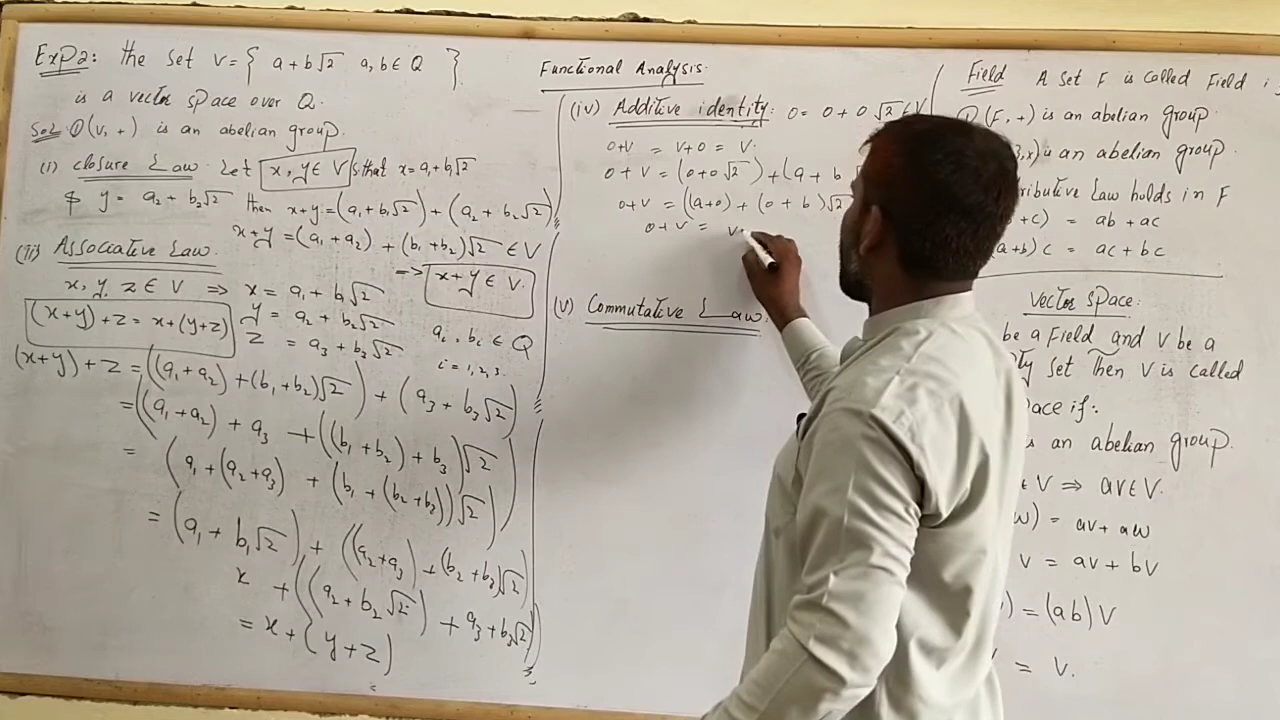 Exp2: the set V = { a + b√2 a, b ∈ Q }
is a vector space over Q.
Sol: ① (V, +) is an abelian group.
(i) closure Law Let x, y ∈ V s that x = a₁ + b₁√2
& y = a₂ + b₂√2 then x+y = (a₁ + b₁√2) + (a₂ + b₂√2)
x+y = (a₁ + a₂) + (b₁ + b₂)√2 ∈ V
=> x + y ∈ V.
(ii) Associative Law.
x, y, z ∈ V ⇒ x = a₁ + b₁√2
y = a₂ + b₂√2
z = a₃ + b₃√2
aᵢ, bᵢ ∈ Q
i = 1, 2, 3.
(x+y) + z = x + (y+z)
(x+y) + z = ((a₁ + a₂) + (b₁ + b₂)√2) + (a₃ + b₃√2)
= ((a₁ + a₂) + a₃ + ((b₁ + b₂) + b₃)√2)
= (a₁ + (a₂ + a₃) + (b₁ + (b₂ + b₃))√2)
= (a₁ + b₁√2) + ((a₂ + a₃) + (b₂ + b₃)√2)
x + ((a₂ + b₂√2) + a₃ + b₃√2)
= x + (y + z)
Functional Analysis.
(iv) Additive identity: 0 = 0 + 0√2 ∈ V
0+V = V+0 = V.
0 + V = (0+0√2) + (a + b
0+V = ((a+0) + (0 + b)√2
0+V = V
(v) Commutative Law:
Field A set F is called Field
(F, +) is an abelian group.
is an abelian group.
Law holds in F
+ c) = ab + ac
a+b) c = ac + bc
Vector space:
be a Field and V be a
set Then V is called
if:
an abelian group.
V ⇒ av ∈ V.
) = av + aw
V = av + bV
) = (ab) V
= V.